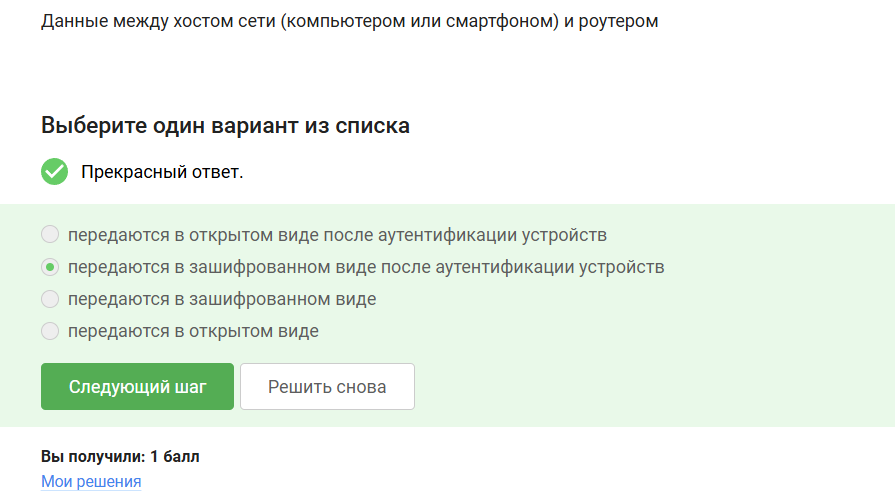 Данные между хостом сети (компьютером или смартфоном) и роутером
Выберите один вариант из списка
Прекрасный ответ.
передаются в открытом виде после аутентификации устройств
передаются в зашифрованном виде после аутентификации устройств
передаются в зашифрованном виде
передаются в открытом виде
Следующий шаг
Решить снова
Вы получили: 1 балл
Мои решения